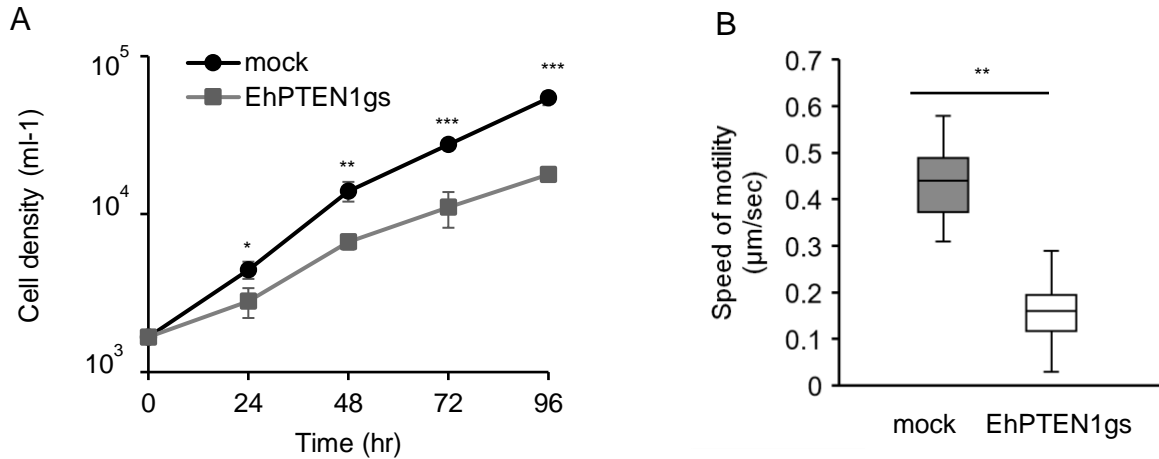 A
10^5
mock
EhPTEN1gs
***
***
**
*
10^4
10^3
Cell density (ml-1)
0 24 48 72 96
Time (hr)
B
0.7
**
0.6
0.5
0.4
0.3
0.2
0.1
0
Speed of motility
(µm/sec)
mock EhPTEN1gs